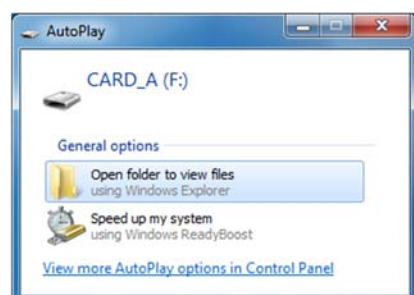 AutoPlay
CARD_A (F:)
General options
Open folder to view files
using Windows Explorer
Speed up my system
using Windows ReadyBoost
View more AutoPlay options in Control Panel